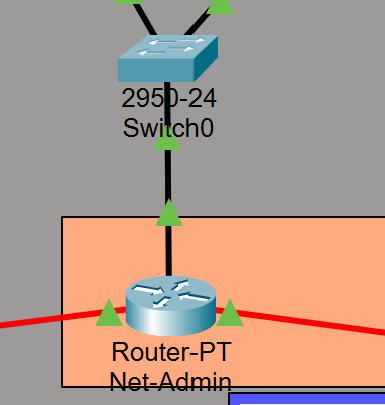 2950-24
Switch0
Router-PT
Net-Admin